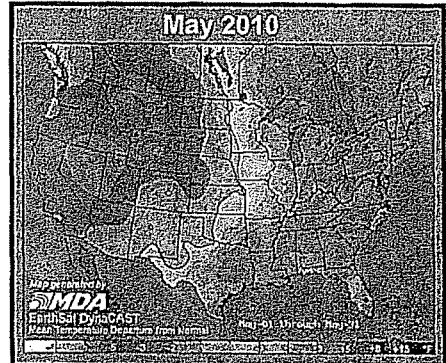 May 2010
Map generated by
MDA
EarthSat DynaCAST
Mean Temperature Departure from Normal
May-01 through May-31